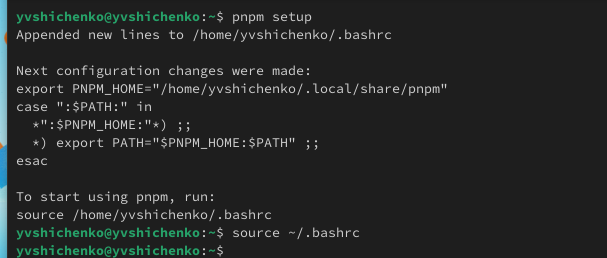 yvshichenko@yvshichenko:~$ pnpm setup
Appended new lines to /home/yvshichenko/.bashrc

Next configuration changes were made:
export PNPM_HOME="/home/yvshichenko/.local/share/pnpm"
case ":$PATH:" in
  *":$PNPM_HOME:"*) ;;
  *) export PATH="$PNPM_HOME:$PATH" ;;
esac

To start using pnpm, run:
source /home/yvshichenko/.bashrc
yvshichenko@yvshichenko:~$ source ~/.bashrc
yvshichenko@yvshichenko:~$